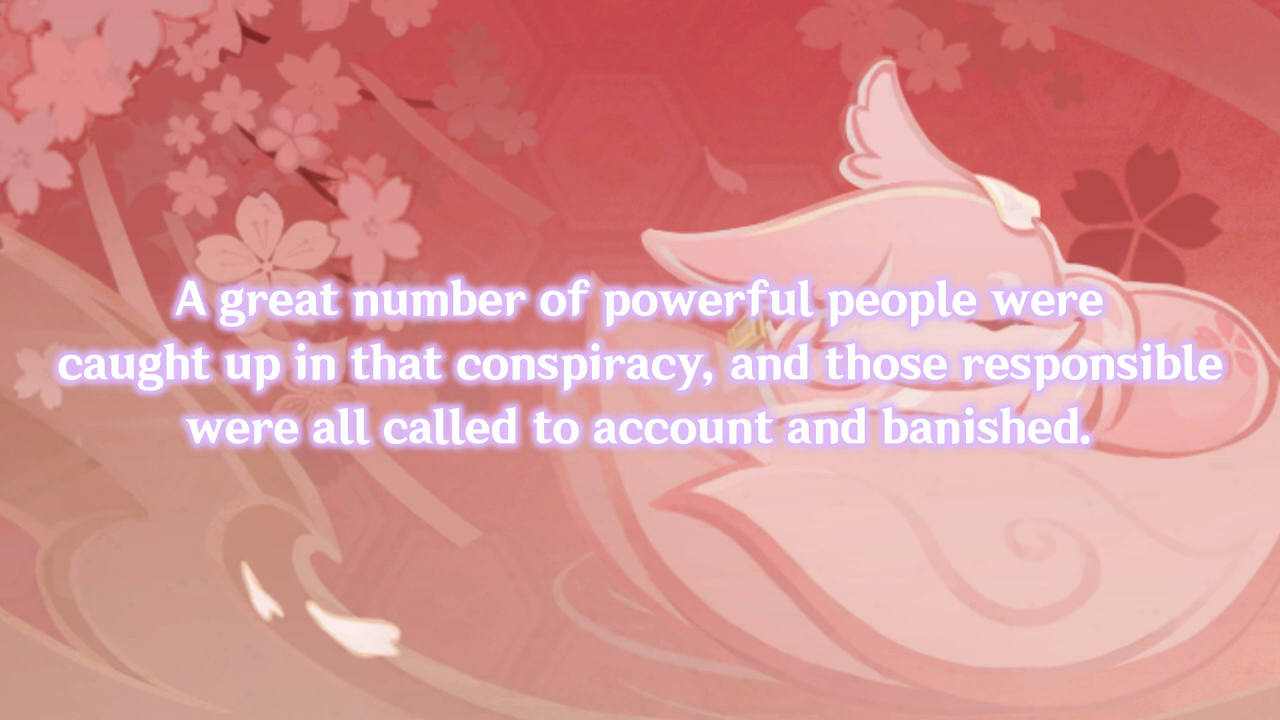 A great number of powerful people were
caught up in that conspiracy, and those responsible
were all called to account and banished.